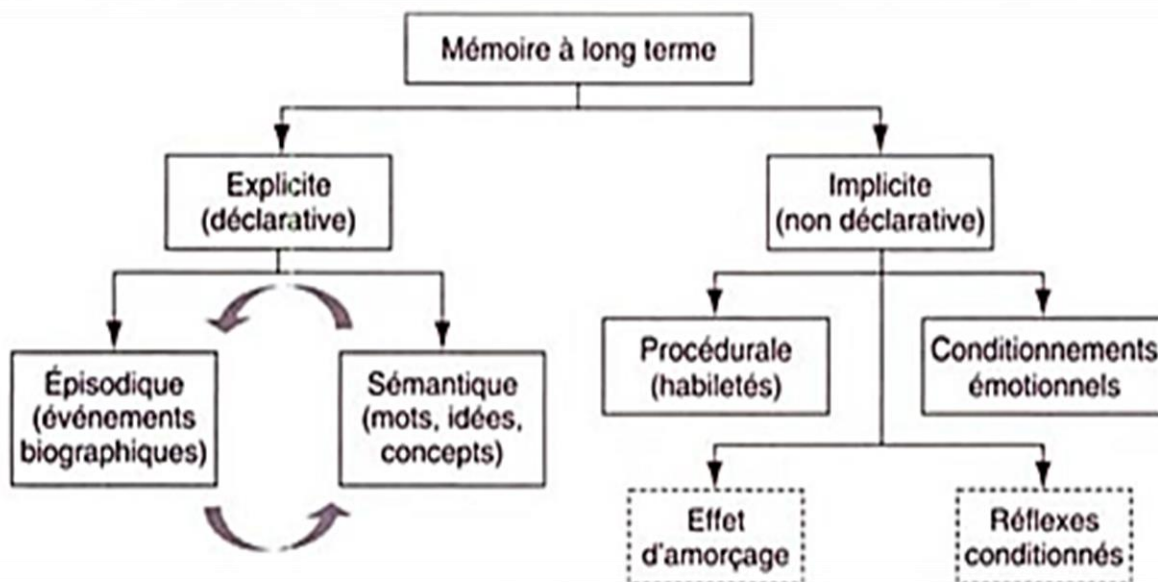 Mémoire à long terme
Explicite
(déclarative)
Implicite
(non déclarative)
Épisodique
(événements
biographiques)
Sémantique
(mots, idées,
concepts)
Procédurale
(habiletés)
Conditionnements
émotionnels
Effet
d'amorçage
Réflexes
conditionnés